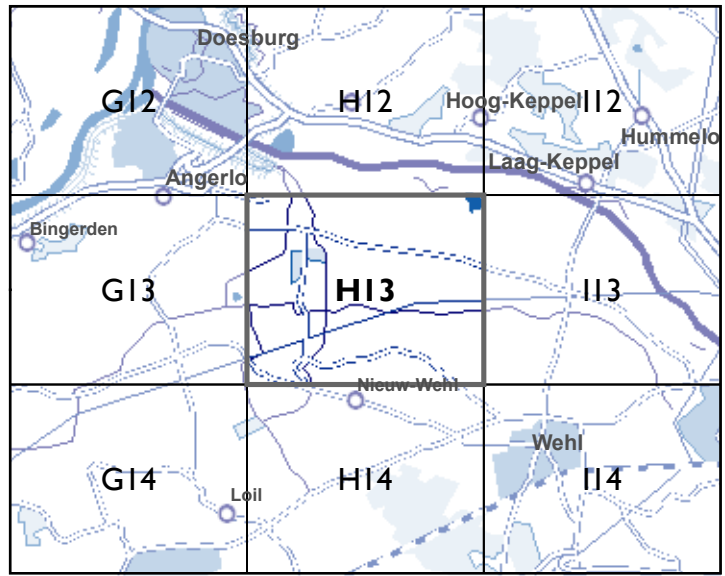 Doesburg
G12
H12
Hoog-Keppel
I12
Hummelo
Laag-Keppel
Angerlo
Bingerden
G13
H13
I13
Nieuw-Wehl
Wehl
G14
H14
I14
Loil